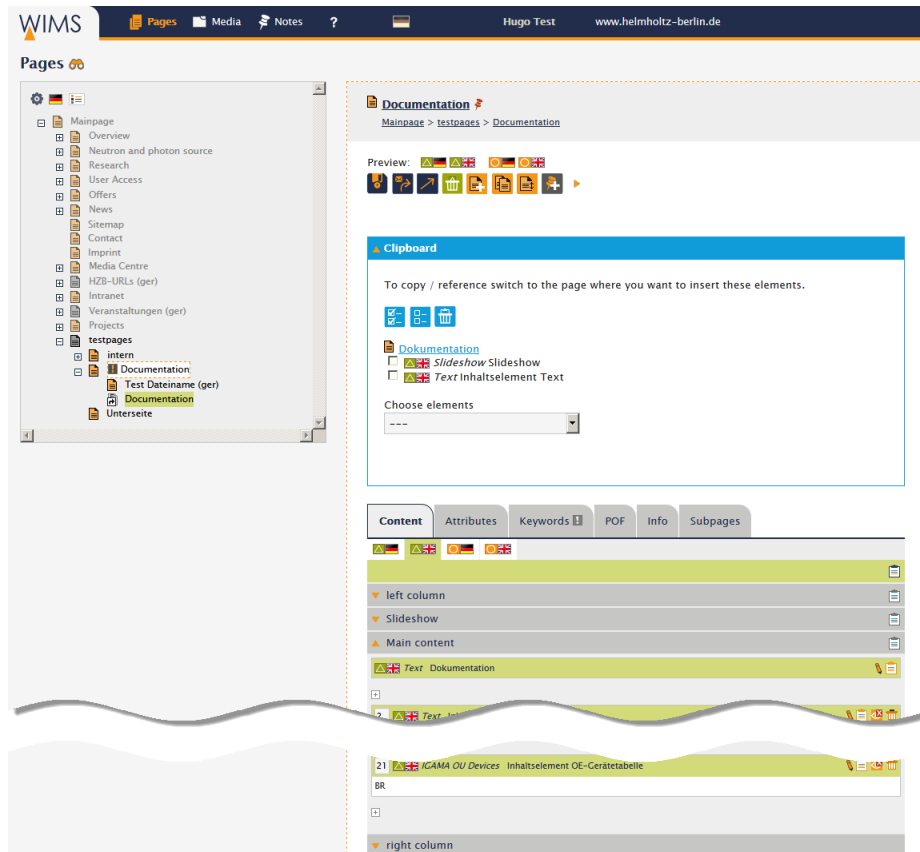 WIMS
Pages Media Notes ? Hugo Test www.helmholtz-berlin.de
Pages
Mainpage
Overview
Neutron and photon source
Research
User Access
Offers
News
Sitemap
Contact
Imprint
Media Centre
HZB-URLs (ger)
Intranet
Veranstaltungen (ger)
Projects
testpages
intern
Documentation
Test Dateiname (ger)
Documentation
Unterseite
Documentation
Mainpage > testpages > Documentation
Preview:
Clipboard
To copy / reference switch to the page where you want to insert these elements.
Dokumentation
Slideshow Slideshow
Text Inhaltselement Text
Choose elements
---
Content Attributes Keywords POF Info Subpages
left column
Slideshow
Main content
Text Dokumentation
Text
21 IGAMA OU Devices Inhaltselement OE-Gerätetabelle
BR
right column